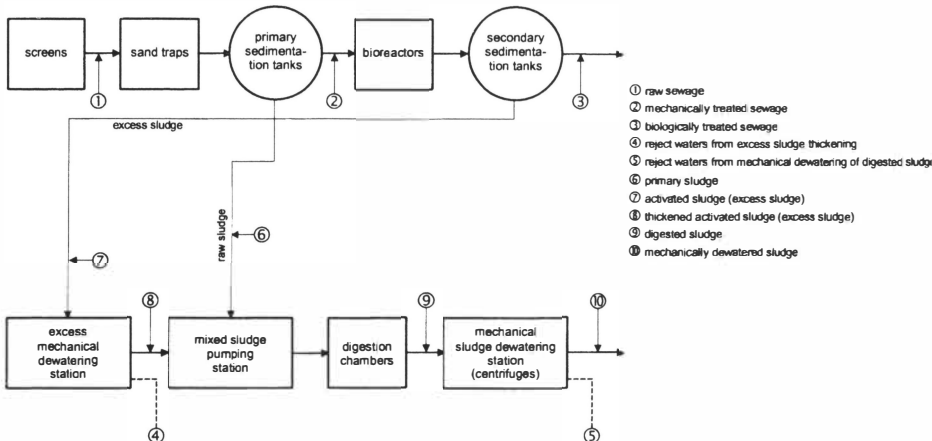 screens
sand traps
primary
sedimenta-
tion tanks
bioreactors
secondary
sedimen-
tation tanks
①
②
③
excess sludge
raw sludge
⑥
⑦
① raw sewage
② mechanically treated sewage
③ biologically treated sewage
④ reject waters from excess sludge thickening
⑤ reject waters from mechanical dewatering of digested sludge
⑥ primary sludge
⑦ activated sludge (excess sludge)
⑧ thickened activated sludge (excess sludge)
⑨ digested sludge
⑩ mechanically dewatered sludge
⑧
⑨
⑩
excess
mechanical
dewatering
station
mixed sludge
pumping
station
digestion
chambers
mechanical
sludge dewatering
station
(centrifuges)
④
⑤